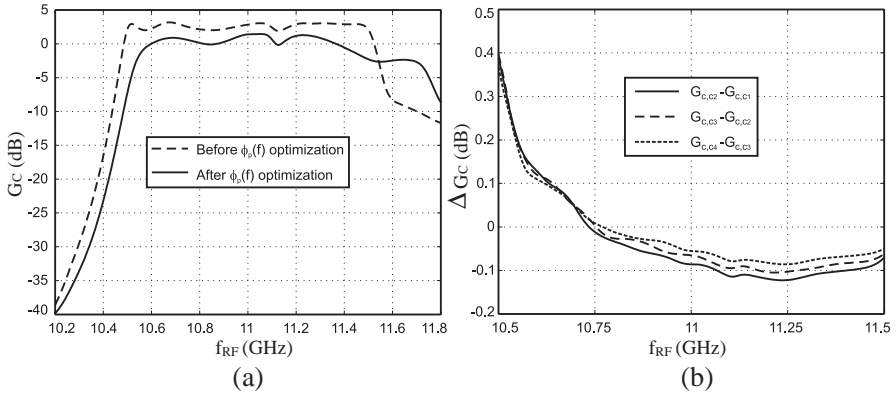 5
0
-5
-10
-15
-20
-25
-30
-35
-40
Gc (dB)
Before ϕp(f) optimization
After ϕp(f) optimization
10.2 10.4 10.6 10.8 11 11.2 11.4 11.6 11.8
fRF (GHz)
(a)
0.5
0.4
0.3
0.2
0.1
0
-0.1
-0.2
Δ Gc (dB)
Gc,c2-Gc,c1
Gc,c3-Gc,c2
Gc,c4-Gc,c3
10.5 10.75 11 11.25 11.5
fRF (GHz)
(b)